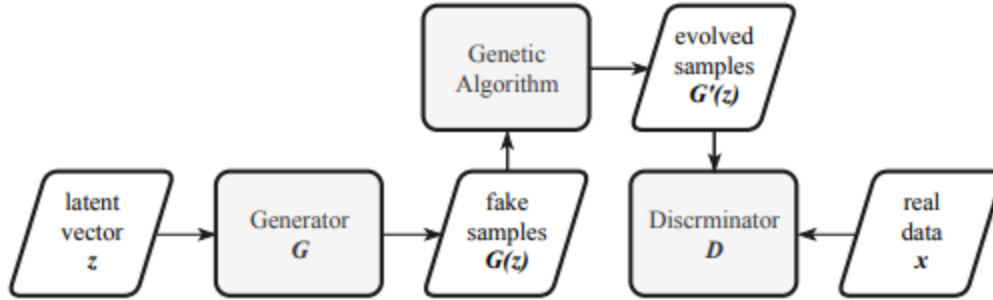 Genetic
Algorithm
evolved
samples
G'(z)
latent
vector
z
Generator
G
fake
samples
G(z)
Discrminator
D
real
data
x